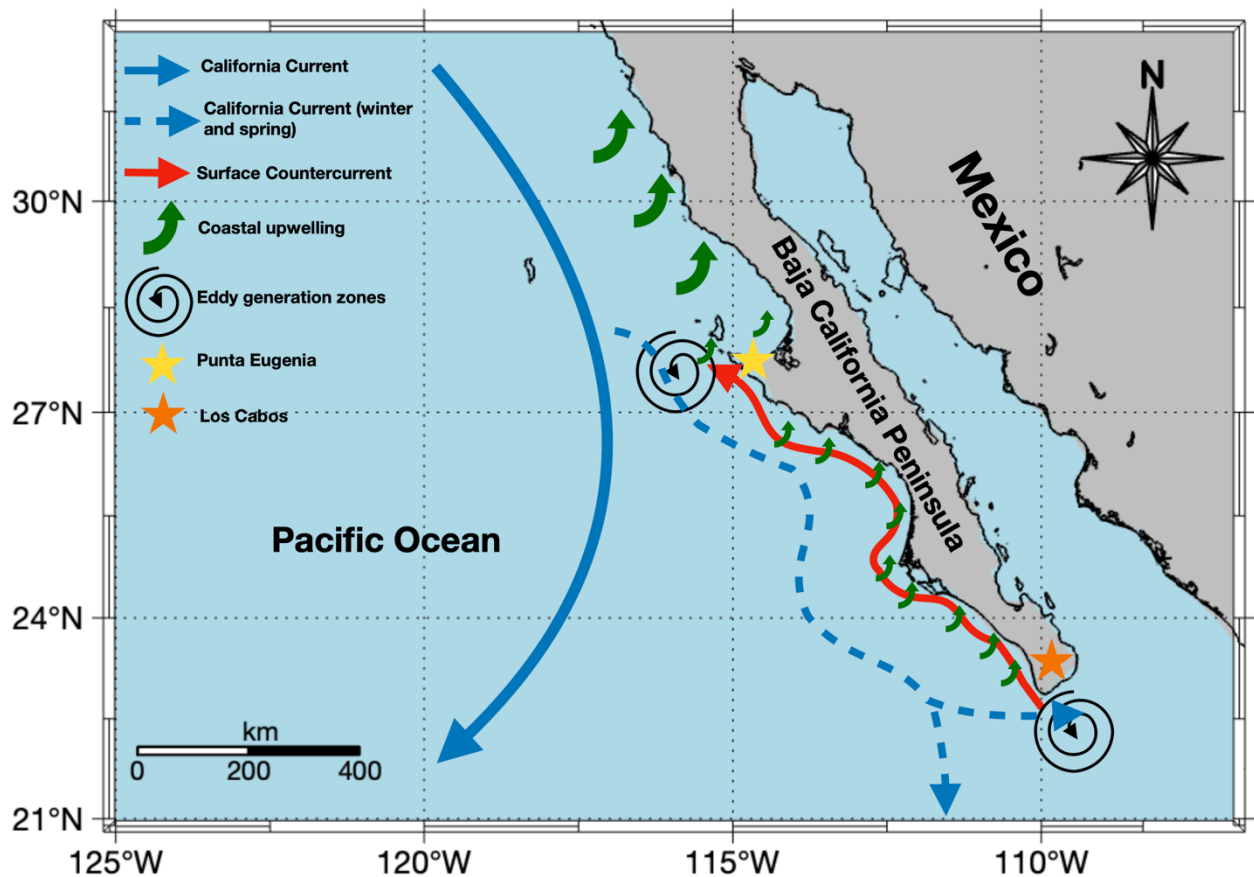 California Current
California Current (winter
and spring)
Surface Countercurrent
Coastal upwelling
Eddy generation zones
Punta Eugenia
Los Cabos
N
Mexico
Baja California Peninsula
Pacific Ocean
km
0 200 400
30°N
27°N
24°N
21°N
125°W 120°W 115°W 110°W